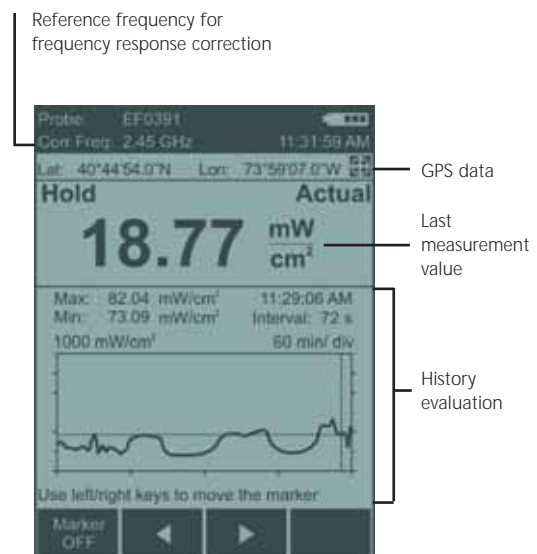 Reference frequency for
frequency response correction
Probe: EF0391
Corr Freq: 2.45 GHz 11:31:59 AM
Lat: 40°44'54.0"N Lon: 73°59'07.0"W
GPS data
Hold Actual
18.77 mW/cm²
Last
measurement
value
Max: 82.04 mW/cm² 11:29:06 AM
Min: 73.09 mW/cm² Interval: 72 s
1000 mW/cm² 60 min/ div
History
evaluation
Use left/right keys to move the marker
Marker
OFF